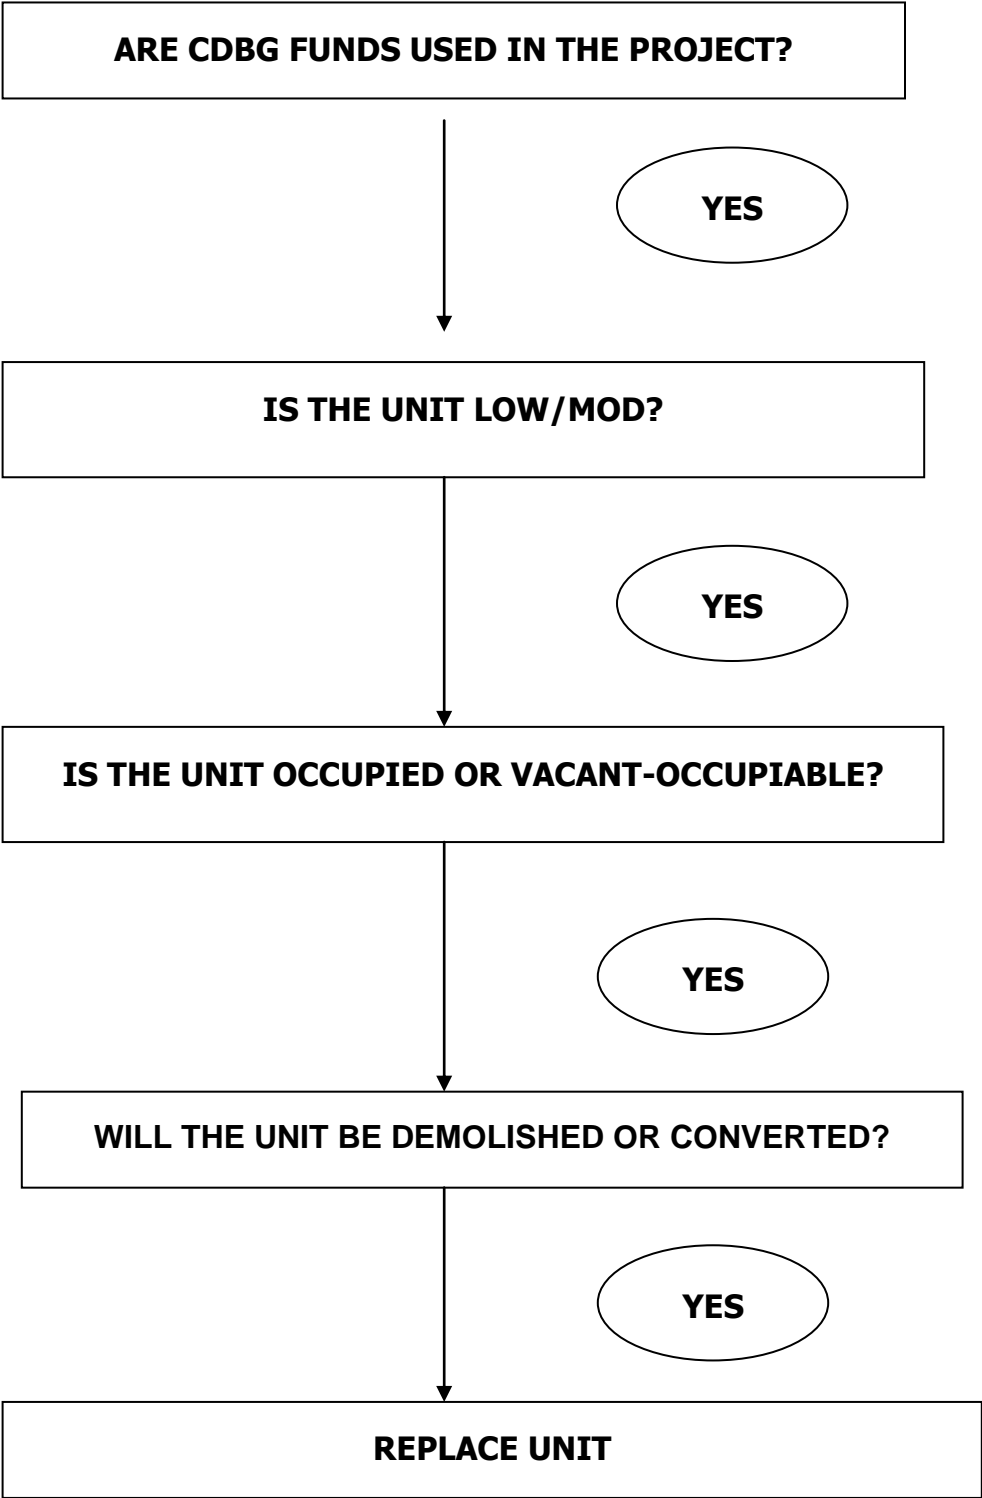 ARE CDBG FUNDS USED IN THE PROJECT?
YES
IS THE UNIT LOW/MOD?
YES
IS THE UNIT OCCUPIED OR VACANT-OCCUPIABLE?
YES
WILL THE UNIT BE DEMOLISHED OR CONVERTED?
YES
REPLACE UNIT